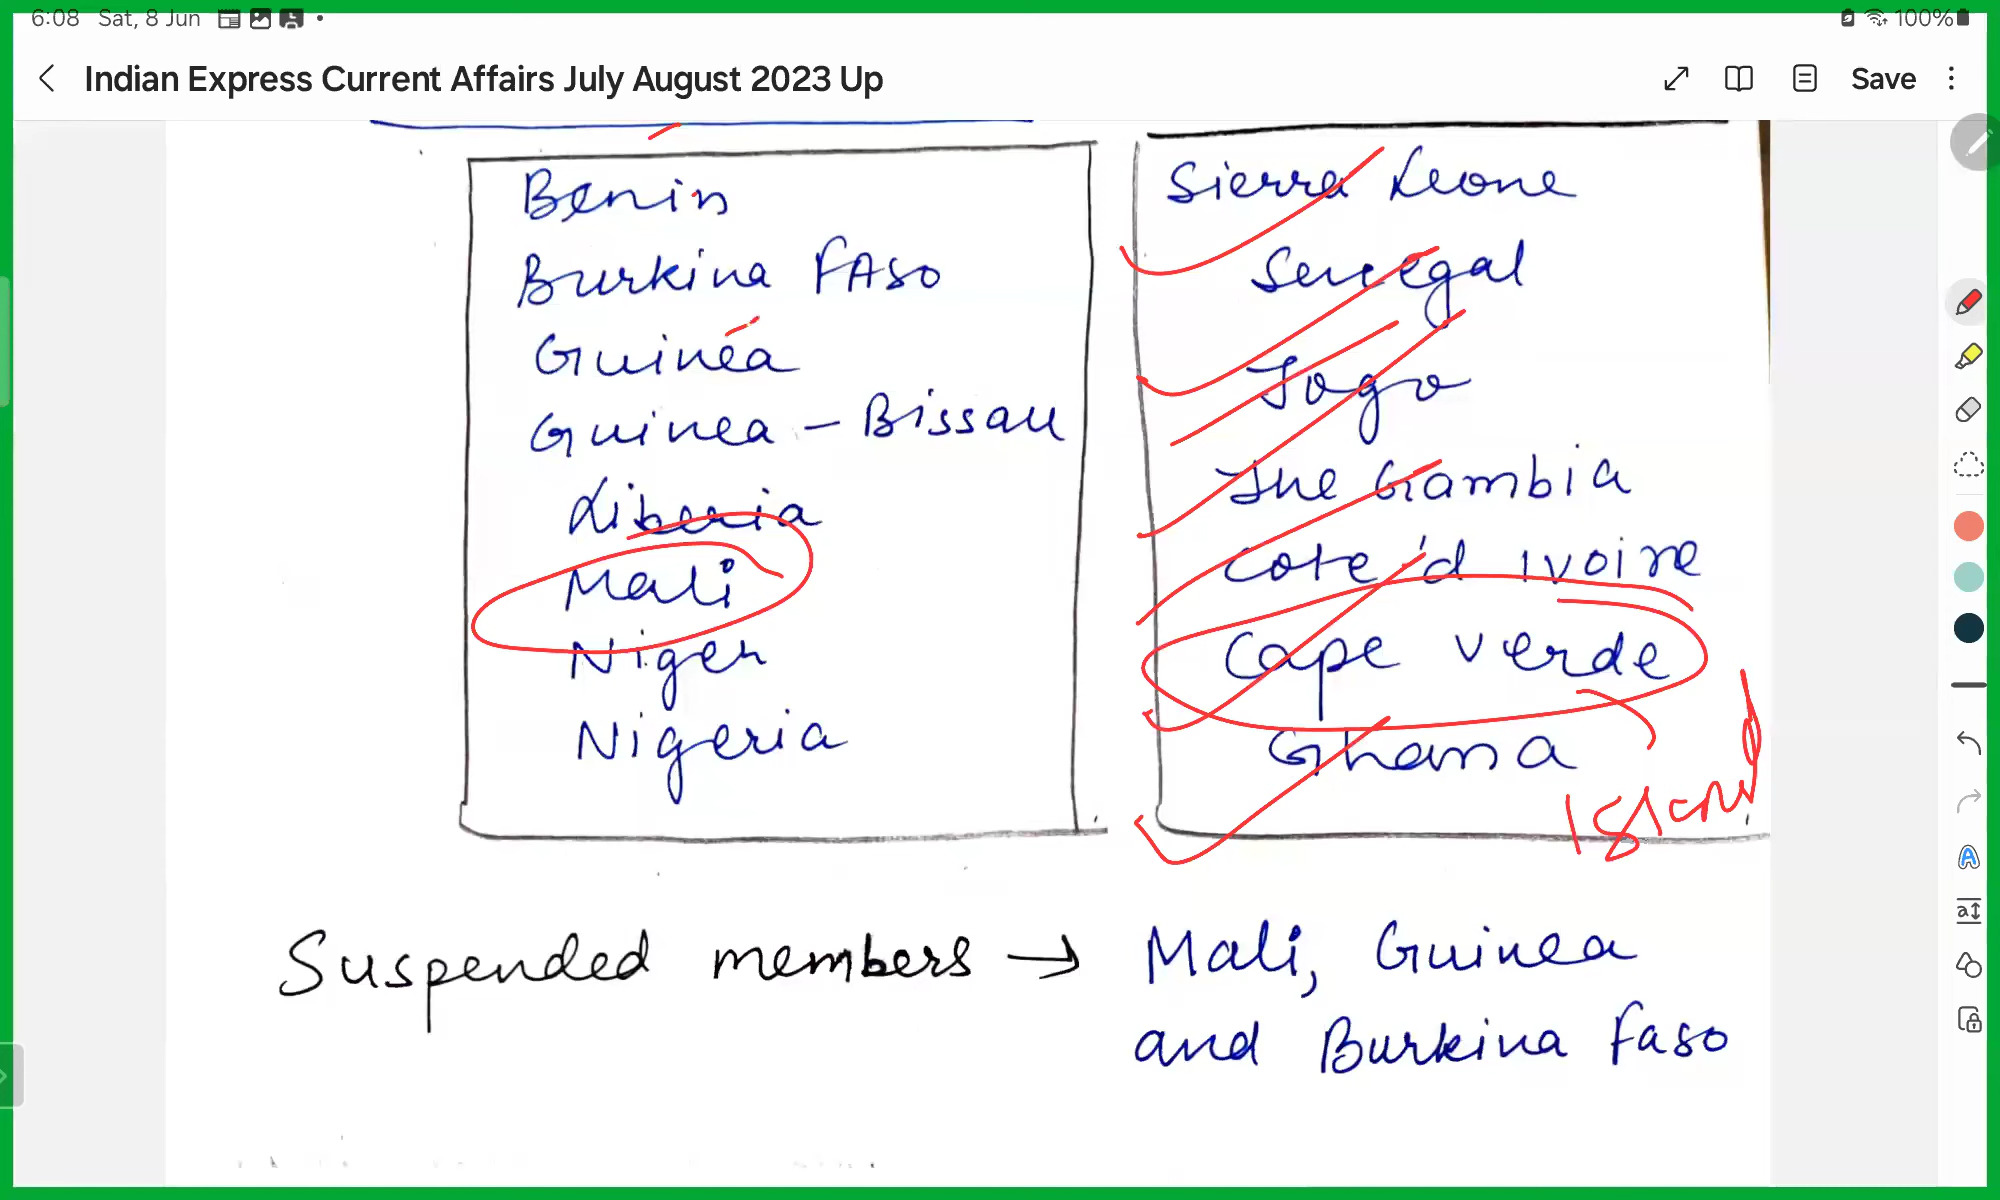 6:08 Sat, 8 Jun
100%
Indian Express Current Affairs July August 2023 Up
Save
Benin
Burkina FASO
Guinea
Guinea - Bissau
Liberia
Mali
Niger
Nigeria
Sierra Leone
Senegal
Togo
The Gambia
Cote 'd Ivoire
Cape Verde
Ghana
Island
Suspended members → Mali, Guinea
and Burkina Faso